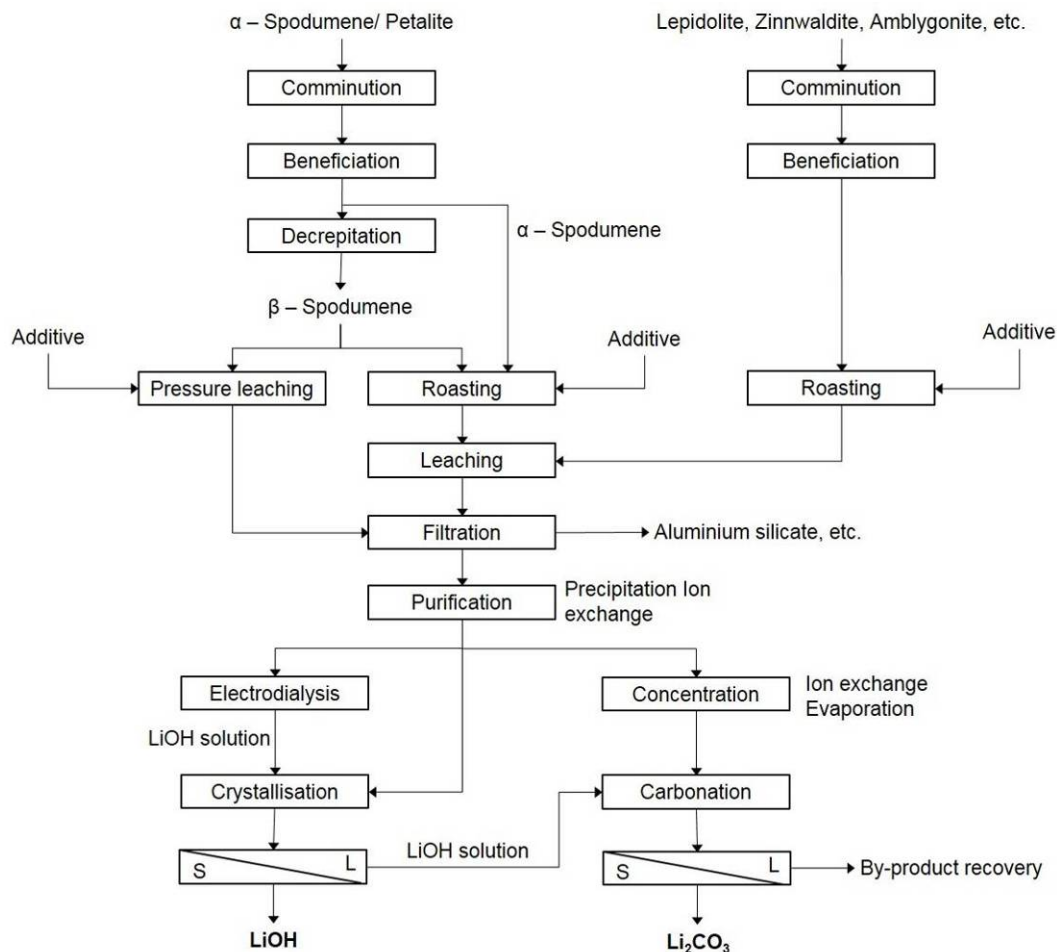 α – Spodumene/ Petalite
Lepidolite, Zinnwaldite, Amblygonite, etc.
Comminution
Comminution
Beneficiation
Beneficiation
Decrepitation
α – Spodumene
β – Spodumene
Additive
Additive
Additive
Pressure leaching
Roasting
Roasting
Leaching
Filtration
Aluminium silicate, etc.
Purification
Precipitation Ion
exchange
Electrodialysis
Concentration
Ion exchange
Evaporation
LiOH solution
Crystallisation
Carbonation
LiOH solution
S
L
S
L
By-product recovery
LiOH
Li₂CO₃